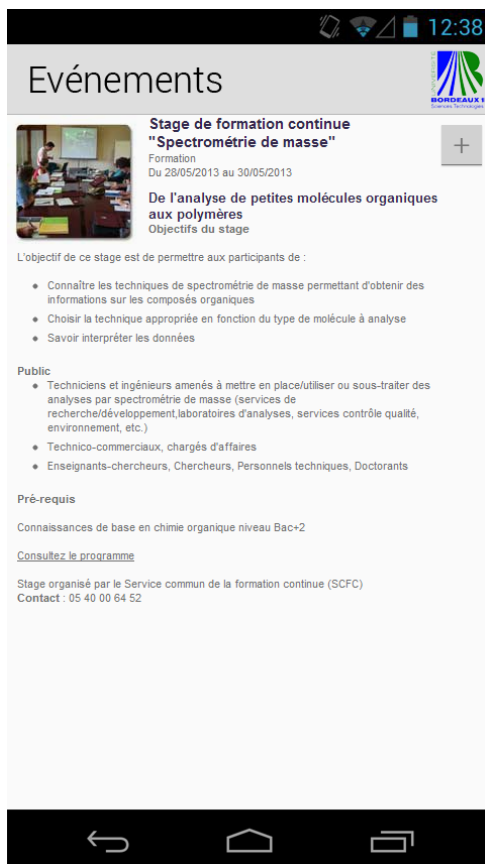 12:38
Evénements
UNIVERSITÉ
BORDEAUX 1
Sciences Technologies
Stage de formation continue
"Spectrométrie de masse"
Formation
Du 28/05/2013 au 30/05/2013
+
De l'analyse de petites molécules organiques
aux polymères
Objectifs du stage
L'objectif de ce stage est de permettre aux participants de :
Connaître les techniques de spectrométrie de masse permettant d'obtenir des
informations sur les composés organiques
Choisir la technique appropriée en fonction du type de molécule à analyse
Savoir interpréter les données
Public
Techniciens et ingénieurs amenés à mettre en place/utiliser ou sous-traiter des
analyses par spectrométrie de masse (services de
recherche/développement,laboratoires d'analyses, services contrôle qualité,
environnement, etc.)
Technico-commerciaux, chargés d'affaires
Enseignants-chercheurs, Chercheurs, Personnels techniques, Doctorants
Pré-requis
Connaissances de base en chimie organique niveau Bac+2
Consultez le programme
Stage organisé par le Service commun de la formation continue (SCFC)
Contact : 05 40 00 64 52